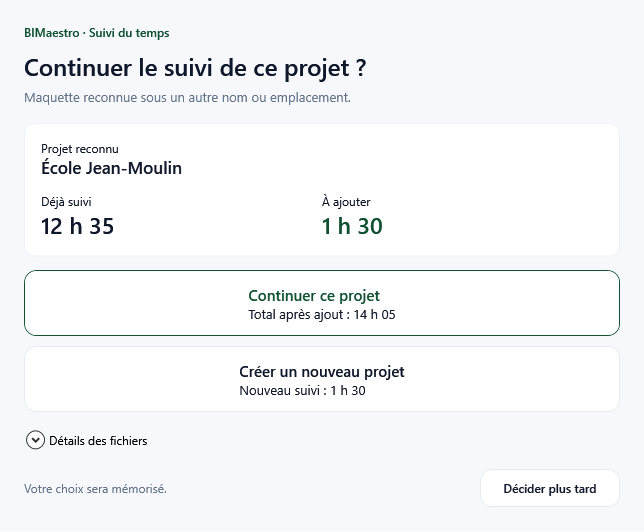 BIMaestro · Suivi du temps
Continuer le suivi de ce projet ?
Maquette reconnue sous un autre nom ou emplacement.
Projet reconnu
École Jean-Moulin
Déjà suivi
À ajouter
12 h 35
1 h 30
Continuer ce projet
Total après ajout : 14 h 05
Créer un nouveau projet
Nouveau suivi : 1 h 30
Détails des fichiers
Votre choix sera mémorisé.
Décider plus tard